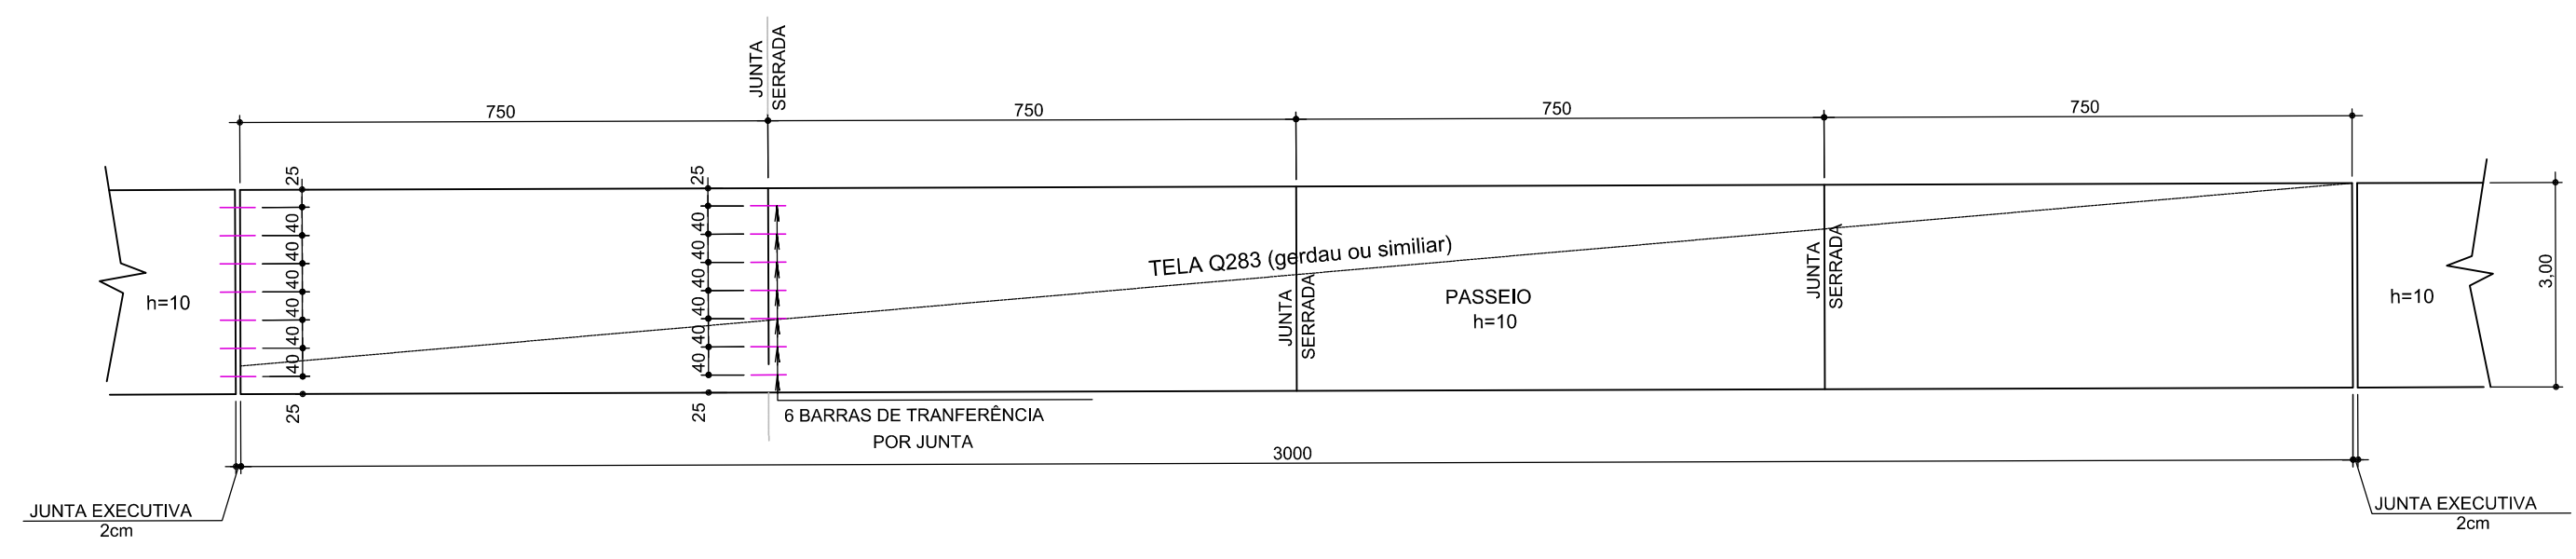 JUNTA
SERRADA
750
750
750
750
25
40
40
40
40
40
40
25
25
40
40
40
40
40
40
25
h=10
TELA Q283 (gerdau ou similiar)
JUNTA
SERRADA
PASSEIO
h=10
JUNTA
SERRADA
h=10
3,00
6 BARRAS DE TRANFERÊNCIA
POR JUNTA
3000
JUNTA EXECUTIVA
2cm
JUNTA EXECUTIVA
2cm